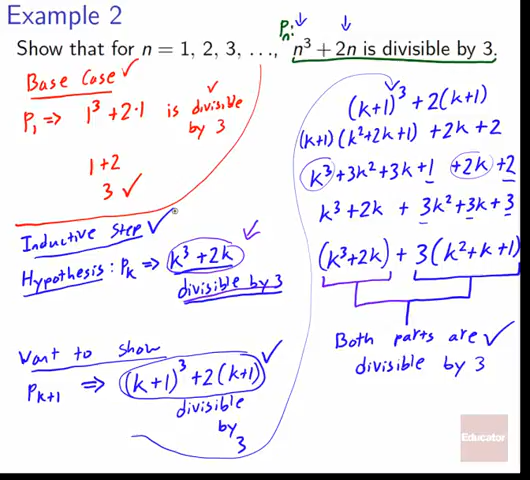 Example 2
Pn:
Show that for n = 1, 2, 3, ..., n³ + 2n is divisible by 3.
Base Case ✓
P₁ ⇒ 1³ + 2·1 is divisible by 3
1+2
3 ✓
Inductive Step ✓
Hypothesis: Pₖ ⇒ k³+2k
divisible by 3
Want to show
Pₖ₊₁ ⇒ (k+1)³ + 2(k+1) ✓
divisible
by
3
(k+1)³ + 2(k+1)
(k+1)(k²+2k+1) + 2k + 2
k³ + 3k² + 3k + 1 + 2k + 2
k³ + 2k + 3k² + 3k + 3
(k³+2k) + 3(k²+k+1)
Both parts are ✓
divisible by 3
Educator